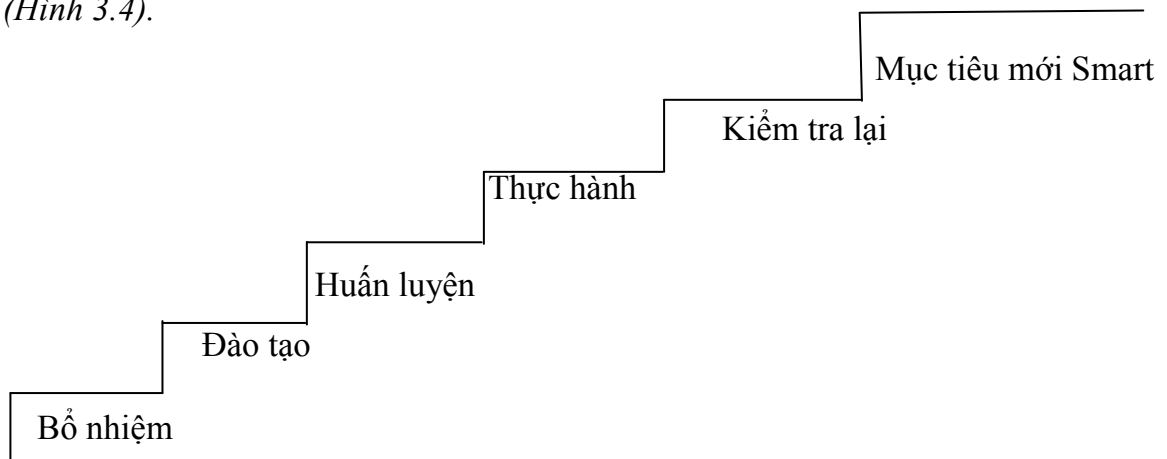 (Hình 3.4).
Mục tiêu mới Smart
Kiểm tra lại
Thực hành
Huấn luyện
Đào tạo
Bổ nhiệm